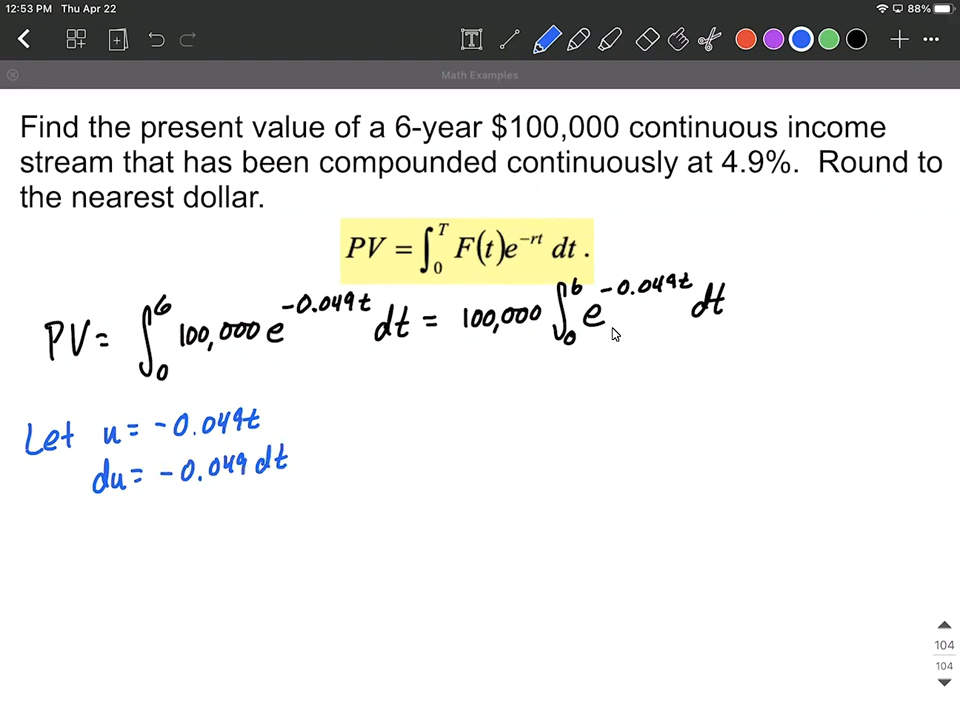 12:53 PM Thu Apr 22
88%
Math Examples
Find the present value of a 6-year $100,000 continuous income
stream that has been compounded continuously at 4.9%. Round to
the nearest dollar.
PV = ∫₀ᵀ F(t)e^(-rt) dt .
PV = ∫₀⁶ 100,000 e^(-0.049t) dt = 100,000 ∫₀⁶ e^(-0.049t) dt
Let u = -0.049t
du = -0.049 dt
104
104